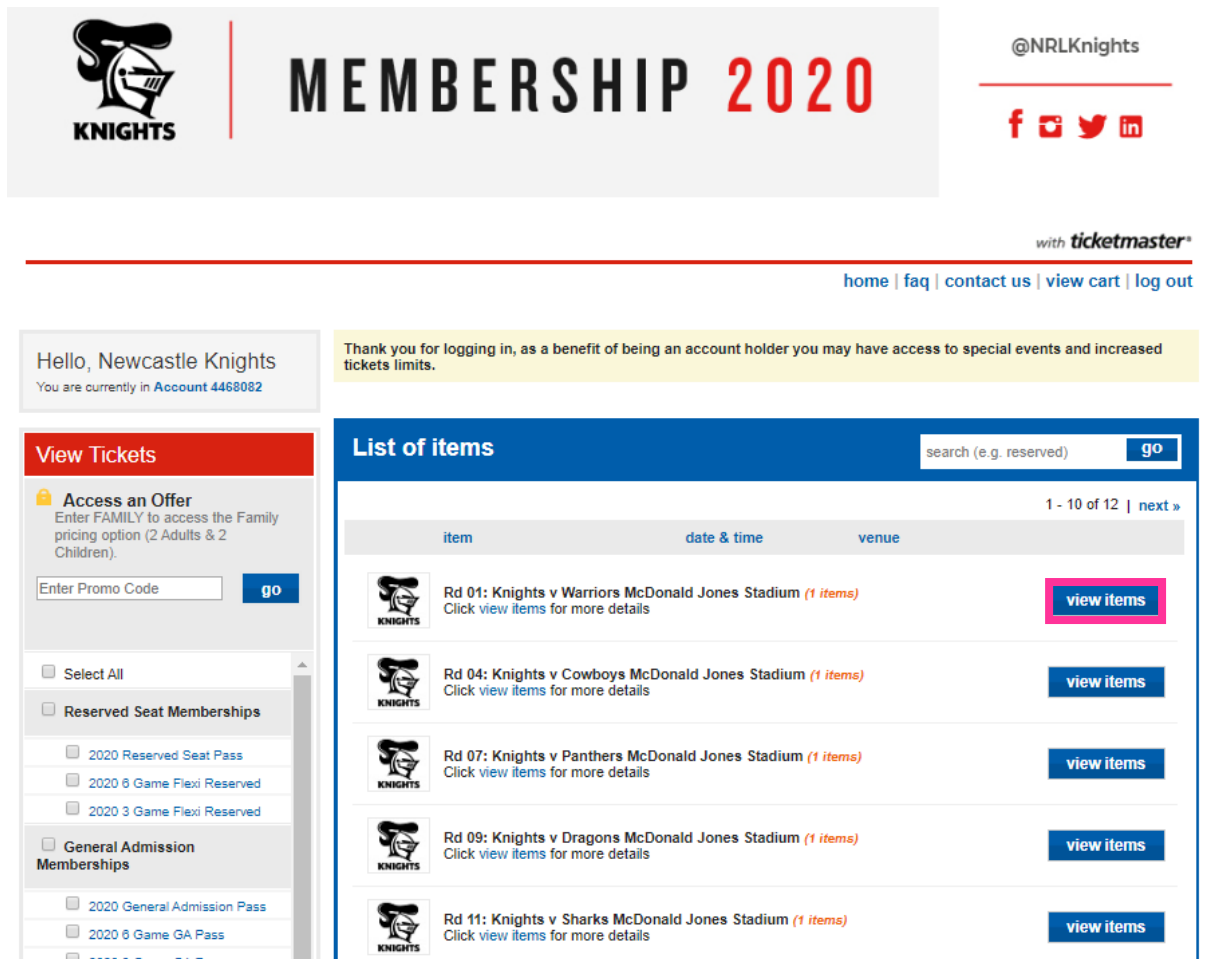 KNIGHTS
MEMBERSHIP 2020
@NRLKnights
with ticketmaster®
home | faq | contact us | view cart | log out
Hello, Newcastle Knights
You are currently in Account 4468082
Thank you for logging in, as a benefit of being an account holder you may have access to special events and increased
tickets limits.
View Tickets
Access an Offer
Enter FAMILY to access the Family
pricing option (2 Adults & 2
Children).
Enter Promo Code go
Select All
Reserved Seat Memberships
2020 Reserved Seat Pass
2020 6 Game Flexi Reserved
2020 3 Game Flexi Reserved
General Admission
Memberships
2020 General Admission Pass
2020 6 Game GA Pass
List of items
search (e.g. reserved) go
1 - 10 of 12 | next »
item date & time venue
KNIGHTS
Rd 01: Knights v Warriors McDonald Jones Stadium (1 items)
Click view items for more details
view items
KNIGHTS
Rd 04: Knights v Cowboys McDonald Jones Stadium (1 items)
Click view items for more details
view items
KNIGHTS
Rd 07: Knights v Panthers McDonald Jones Stadium (1 items)
Click view items for more details
view items
KNIGHTS
Rd 09: Knights v Dragons McDonald Jones Stadium (1 items)
Click view items for more details
view items
KNIGHTS
Rd 11: Knights v Sharks McDonald Jones Stadium (1 items)
Click view items for more details
view items